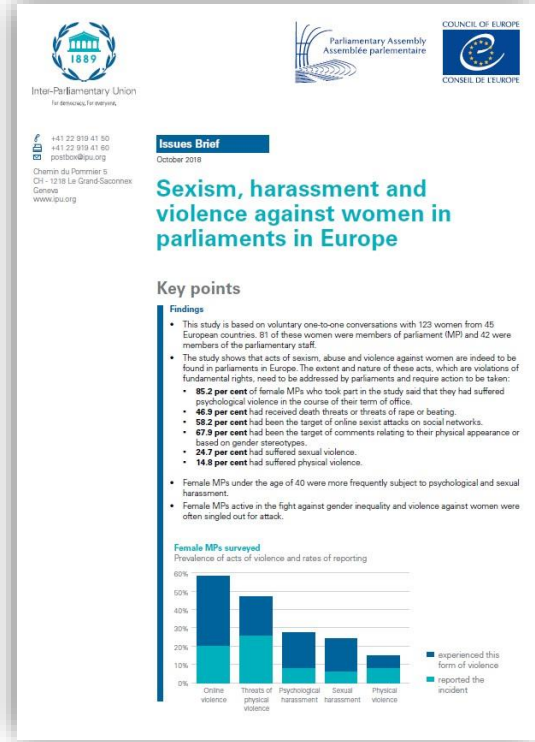 1889
Inter-Parliamentary Union
For democracy. For everyone.
Parliamentary Assembly
Assemblée parlementaire
COUNCIL OF EUROPE
CONSEIL DE L'EUROPE
+41 22 919 41 50
+41 22 919 41 60
postbox@ipu.org
Chemin du Pommier 5
CH - 1218 Le Grand-Saconnex
Geneva
www.ipu.org
Issues Brief
October 2018
Sexism, harassment and
violence against women in
parliaments in Europe
Key points
Findings
• This study is based on voluntary one-to-one conversations with 123 women from 45
European countries. 81 of these women were members of parliament (MP) and 42 were
members of the parliamentary staff.
• The study shows that acts of sexism, abuse and violence against women are indeed to be
found in parliaments in Europe. The extent and nature of these acts, which are violations of
fundamental rights, need to be addressed by parliaments and require action to be taken:
• 85.2 per cent of female MPs who took part in the study said that they had suffered
psychological violence in the course of their term of office.
• 46.9 per cent had received death threats or threats of rape or beating.
• 58.2 per cent had been the target of online sexist attacks on social networks.
• 67.9 per cent had been the target of comments relating to their physical appearance or
based on gender stereotypes.
• 24.7 per cent had suffered sexual violence.
• 14.8 per cent had suffered physical violence.
• Female MPs under the age of 40 were more frequently subject to psychological and sexual
harassment.
• Female MPs active in the fight against gender inequality and violence against women were
often singled out for attack.
Female MPs surveyed
Prevalence of acts of violence and rates of reporting
60%
50%
40%
30%
20%
10%
0%
Online
violence
Threats of
physical
violence
Psychological
harassment
Sexual
harassment
Physical
violence
experienced this
form of violence
reported the
incident